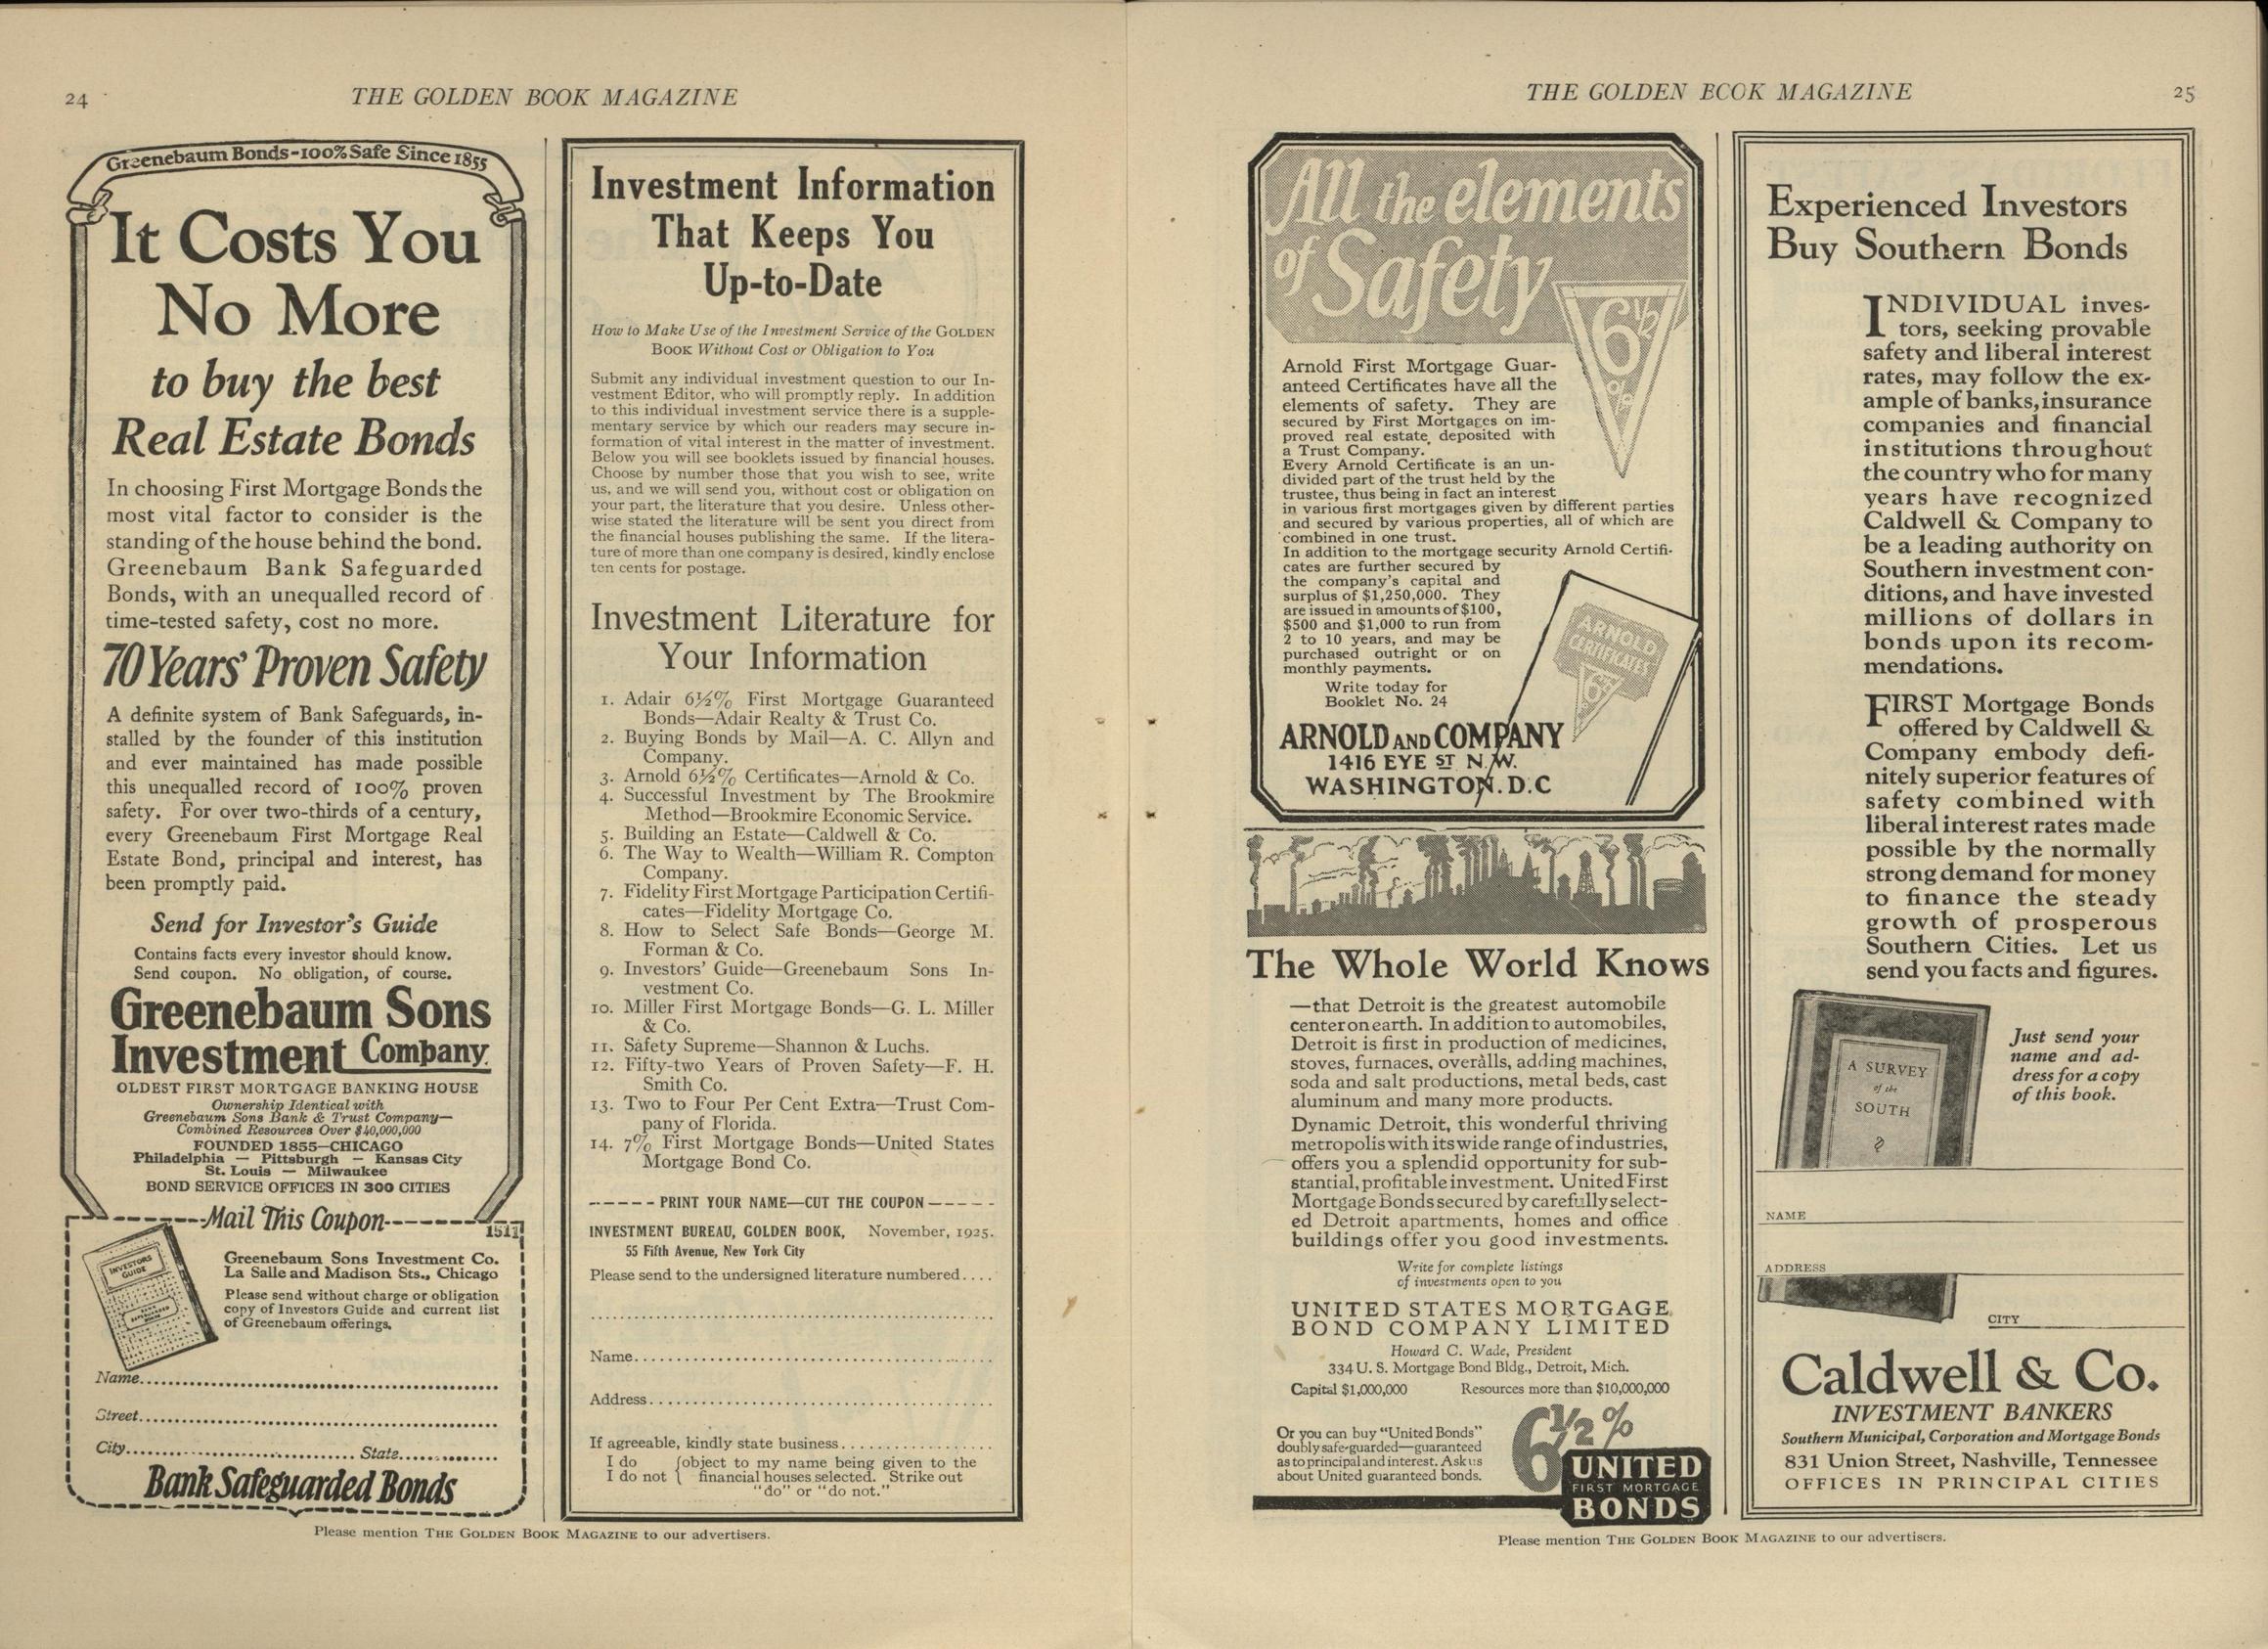 24
THE GOLDEN BOOK MAGAZINE
Greenebaum Bonds-100% Safe Since 1855
It Costs You
No More
to buy the best
Real Estate Bonds
In choosing First Mortgage Bonds the
most vital factor to consider is the
standing of the house behind the bond.
Greenebaum Bank Safeguarded
Bonds, with an unequalled record of
time-tested safety, cost no more.
70 Years' Proven Safety
A definite system of Bank Safeguards, in-
stalled by the founder of this institution
and ever maintained has made possible
this unequalled record of 100% proven
safety. For over two-thirds of a century,
every Greenebaum First Mortgage Real
Estate Bond, principal and interest, has
been promptly paid.
Send for Investor's Guide
Contains facts every investor should know.
Send coupon. No obligation, of course.
Greenebaum Sons
Investment Company
OLDEST FIRST MORTGAGE BANKING HOUSE
Ownership Identical with
Greenebaum Sons Bank & Trust Company—
Combined Resources Over $40,000,000
FOUNDED 1855—CHICAGO
Philadelphia — Pittsburgh — Kansas City
St. Louis — Milwaukee
BOND SERVICE OFFICES IN 300 CITIES
Mail This Coupon
1511
INVESTORS
GUIDE
Greenebaum Sons Investment Co.
La Salle and Madison Sts., Chicago
Please send without charge or obligation
copy of Investors Guide and current list
of Greenebaum offerings.
Name
Street
City State
Bank Safeguarded Bonds
Investment Information
That Keeps You
Up-to-Date
How to Make Use of the Investment Service of the GOLDEN
BOOK Without Cost or Obligation to You
Submit any individual investment question to our In-
vestment Editor, who will promptly reply. In addition
to this individual investment service there is a supple-
mentary service by which our readers may secure in-
formation of vital interest in the matter of investment.
Below you will see booklets issued by financial houses.
Choose by number those that you wish to see, write
us, and we will send you, without cost or obligation on
your part, the literature that you desire. Unless other-
wise stated the literature will be sent you direct from
the financial houses publishing the same. If the litera-
ture of more than one company is desired, kindly enclose
ten cents for postage.
Investment Literature for
Your Information
1. Adair 6½% First Mortgage Guaranteed
Bonds—Adair Realty & Trust Co.
2. Buying Bonds by Mail—A. C. Allyn and
Company.
3. Arnold 6½% Certificates—Arnold & Co.
4. Successful Investment by The Brookmire
Method—Brookmire Economic Service.
5. Building an Estate—Caldwell & Co.
6. The Way to Wealth—William R. Compton
Company.
7. Fidelity First Mortgage Participation Certifi-
cates—Fidelity Mortgage Co.
8. How to Select Safe Bonds—George M.
Forman & Co.
9. Investors' Guide—Greenebaum Sons In-
vestment Co.
10. Miller First Mortgage Bonds—G. L. Miller
& Co.
11. Safety Supreme—Shannon & Luchs.
12. Fifty-two Years of Proven Safety—F. H.
Smith Co.
13. Two to Four Per Cent Extra—Trust Com-
pany of Florida.
14. 7% First Mortgage Bonds—United States
Mortgage Bond Co.
------ PRINT YOUR NAME—CUT THE COUPON -----
INVESTMENT BUREAU, GOLDEN BOOK, November, 1925.
55 Fifth Avenue, New York City
Please send to the undersigned literature numbered....
Name
Address
If agreeable, kindly state business
I do { object to my name being given to the
I do not { financial houses selected. Strike out
"do" or "do not."
Please mention THE GOLDEN BOOK MAGAZINE to our advertisers.
THE GOLDEN BOOK MAGAZINE
25
All the elements
of Safety
6½
%
Arnold First Mortgage Guar-
anteed Certificates have all the
elements of safety. They are
secured by First Mortgages on im-
proved real estate, deposited with
a Trust Company.
Every Arnold Certificate is an un-
divided part of the trust held by the
trustee, thus being in fact an interest
in various first mortgages given by different parties
and secured by various properties, all of which are
combined in one trust.
In addition to the mortgage security Arnold Certifi-
cates are further secured by
the company's capital and
surplus of $1,250,000. They
are issued in amounts of $100,
$500 and $1,000 to run from
2 to 10 years, and may be
purchased outright or on
monthly payments.
Write today for
Booklet No. 24
ARNOLD
CERTIFICATES
6½
ARNOLD AND COMPANY
1416 EYE ST N.W.
WASHINGTON. D.C
The Whole World Knows
—that Detroit is the greatest automobile
center on earth. In addition to automobiles,
Detroit is first in production of medicines,
stoves, furnaces, overalls, adding machines,
soda and salt productions, metal beds, cast
aluminum and many more products.
Dynamic Detroit, this wonderful thriving
metropolis with its wide range of industries,
offers you a splendid opportunity for sub-
stantial, profitable investment. United First
Mortgage Bonds secured by carefully select-
ed Detroit apartments, homes and office
buildings offer you good investments.
Write for complete listings
of investments open to you
UNITED STATES MORTGAGE
BOND COMPANY LIMITED
Howard C. Wade, President
334 U. S. Mortgage Bond Bldg., Detroit, Mich.
Capital $1,000,000 Resources more than $10,000,000
Or you can buy "United Bonds"
doubly safe-guarded—guaranteed
as to principal and interest. Ask us
about United guaranteed bonds.
6½%
UNITED
FIRST MORTGAGE
BONDS
Experienced Investors
Buy Southern Bonds
INDIVIDUAL inves-
tors, seeking provable
safety and liberal interest
rates, may follow the ex-
ample of banks, insurance
companies and financial
institutions throughout
the country who for many
years have recognized
Caldwell & Company to
be a leading authority on
Southern investment con-
ditions, and have invested
millions of dollars in
bonds upon its recom-
mendations.
FIRST Mortgage Bonds
offered by Caldwell &
Company embody defi-
nitely superior features of
safety combined with
liberal interest rates made
possible by the normally
strong demand for money
to finance the steady
growth of prosperous
Southern Cities. Let us
send you facts and figures.
A SURVEY
of the
SOUTH
Just send your
name and ad-
dress for a copy
of this book.
NAME
ADDRESS
CITY
Caldwell & Co.
INVESTMENT BANKERS
Southern Municipal, Corporation and Mortgage Bonds
831 Union Street, Nashville, Tennessee
OFFICES IN PRINCIPAL CITIES
Please mention THE GOLDEN BOOK MAGAZINE to our advertisers.